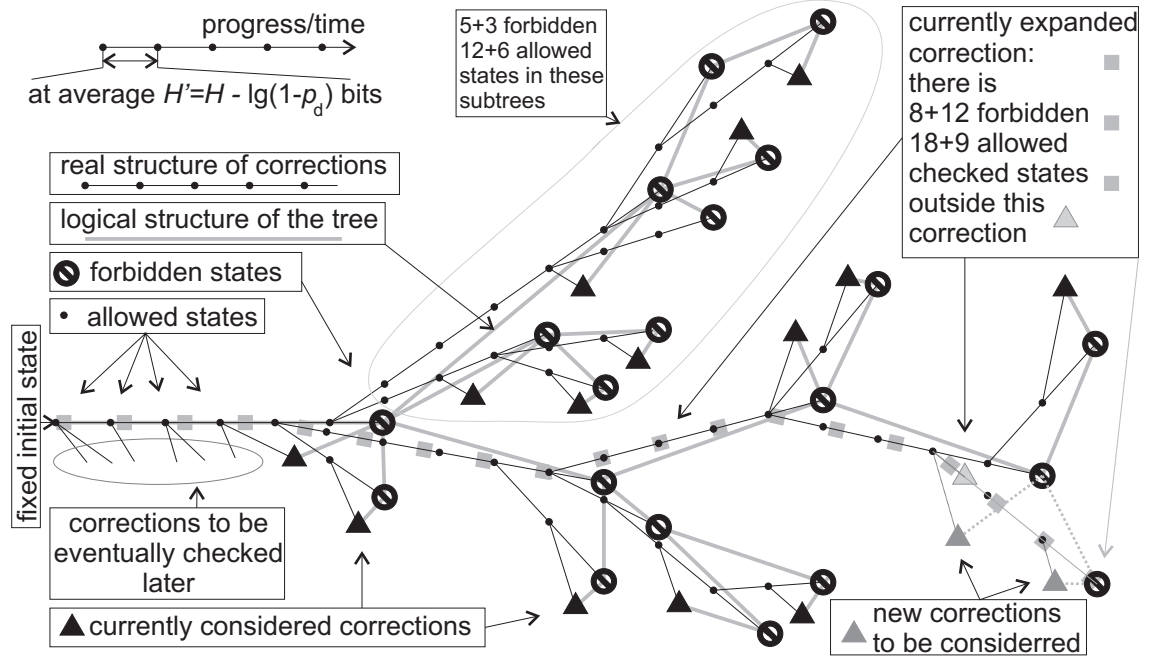 progress/time
at average H'=H - lg(1-p_d) bits
5+3 forbidden
12+6 allowed
states in these
subtrees
currently expanded
correction:
there is
8+12 forbidden
18+9 allowed
checked states
outside this
correction
real structure of corrections
logical structure of the tree
forbidden states
allowed states
fixed initial state
corrections to be
eventually checked
later
currently considered corrections
new corrections
to be considerred